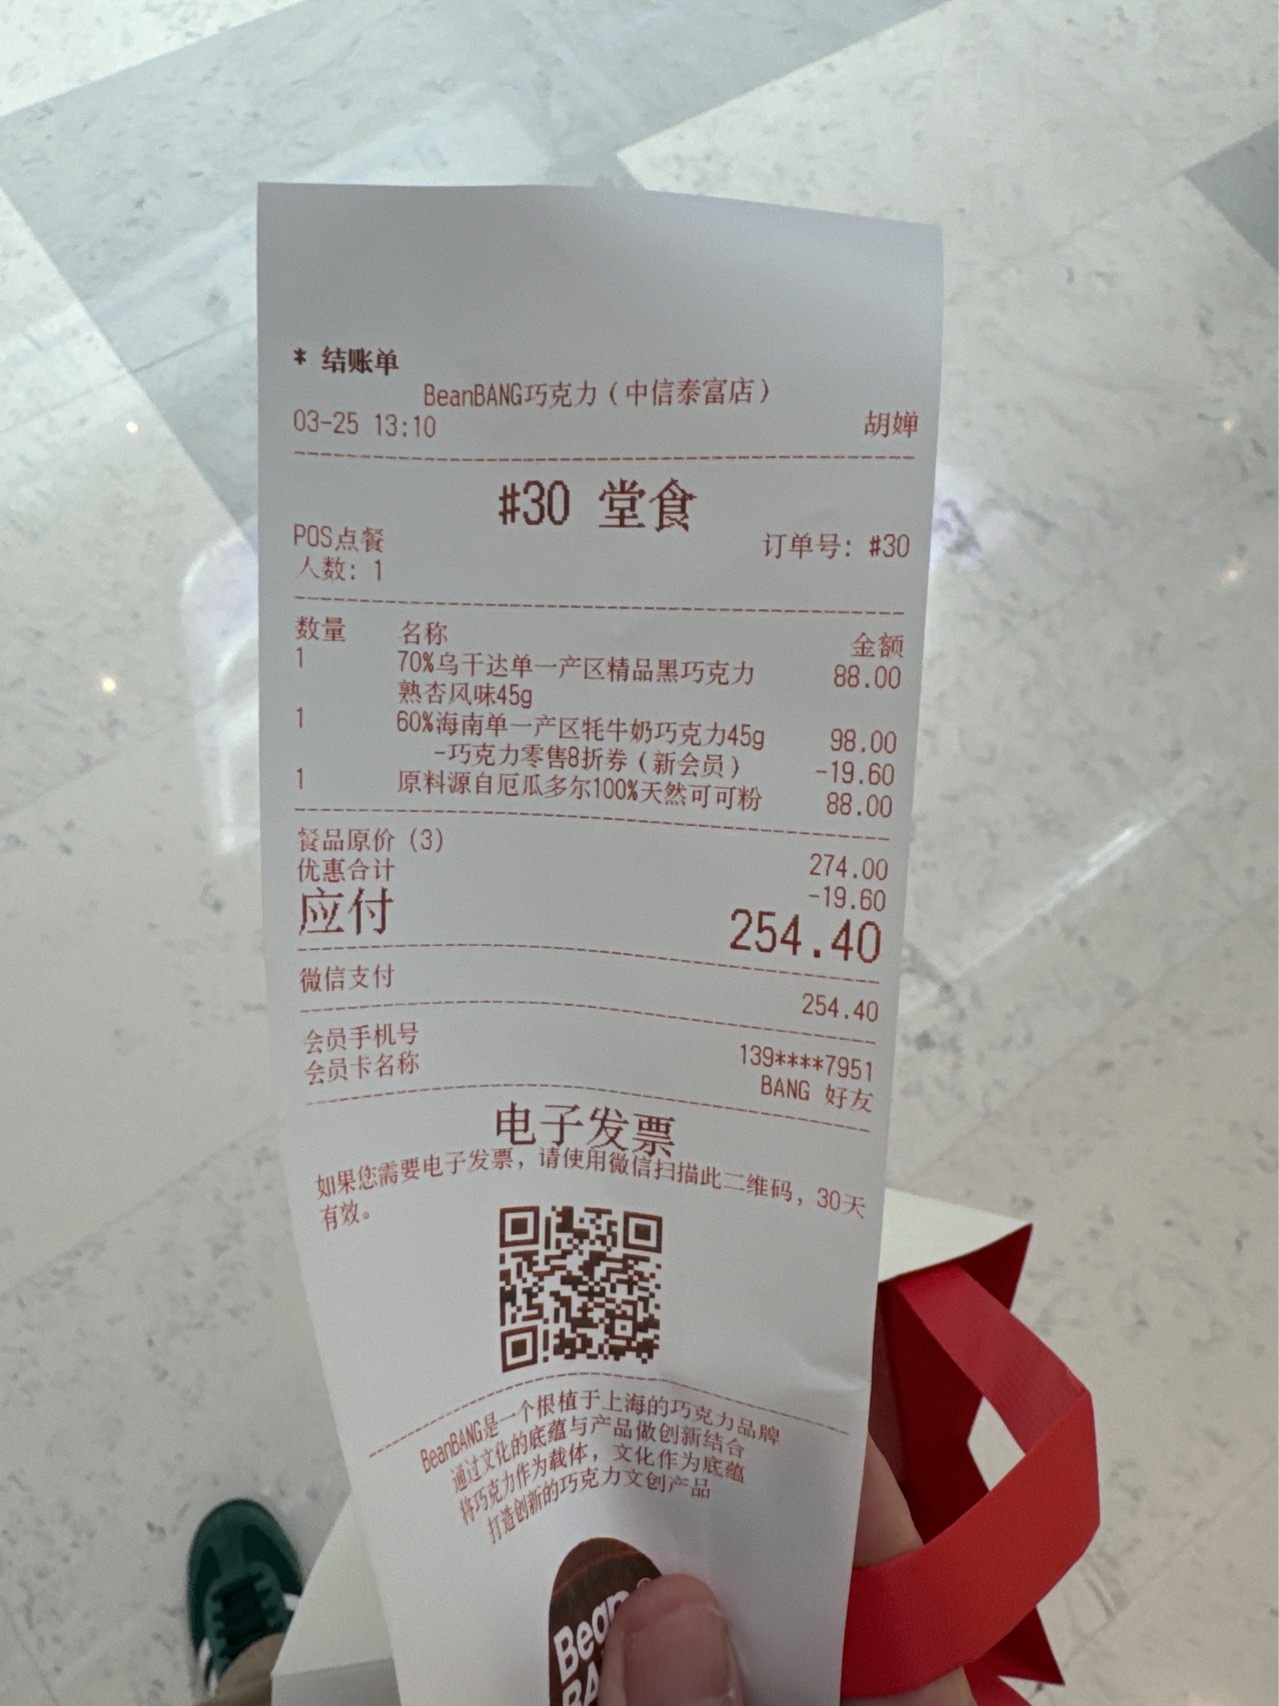 * 结账单
BeanBANG巧克力（中信泰富店）
03-25 13:10 胡婵
#30 堂食
POS点餐 订单号: #30
人数: 1
数量 名称 金额
1 70%乌干达单一产区精品黑巧克力 88.00
熟杏风味45g
1 60%海南单一产区牦牛奶巧克力45g 98.00
-巧克力零售8折券（新会员） -19.60
1 原料源自厄瓜多尔100%天然可可粉 88.00
餐品原价 (3) 274.00
优惠合计 -19.60
应付 254.40
微信支付 254.40
会员手机号 139****7951
会员卡名称 BANG 好友
电子发票
如果您需要电子发票，请使用微信扫描此二维码，30天
有效。
BeanBANG是一个根植于上海的巧克力品牌
通过文化的底蕴与产品做创新结合
将巧克力作为载体，文化作为底蕴
打造创新的巧克力文创产品
Bean
BA